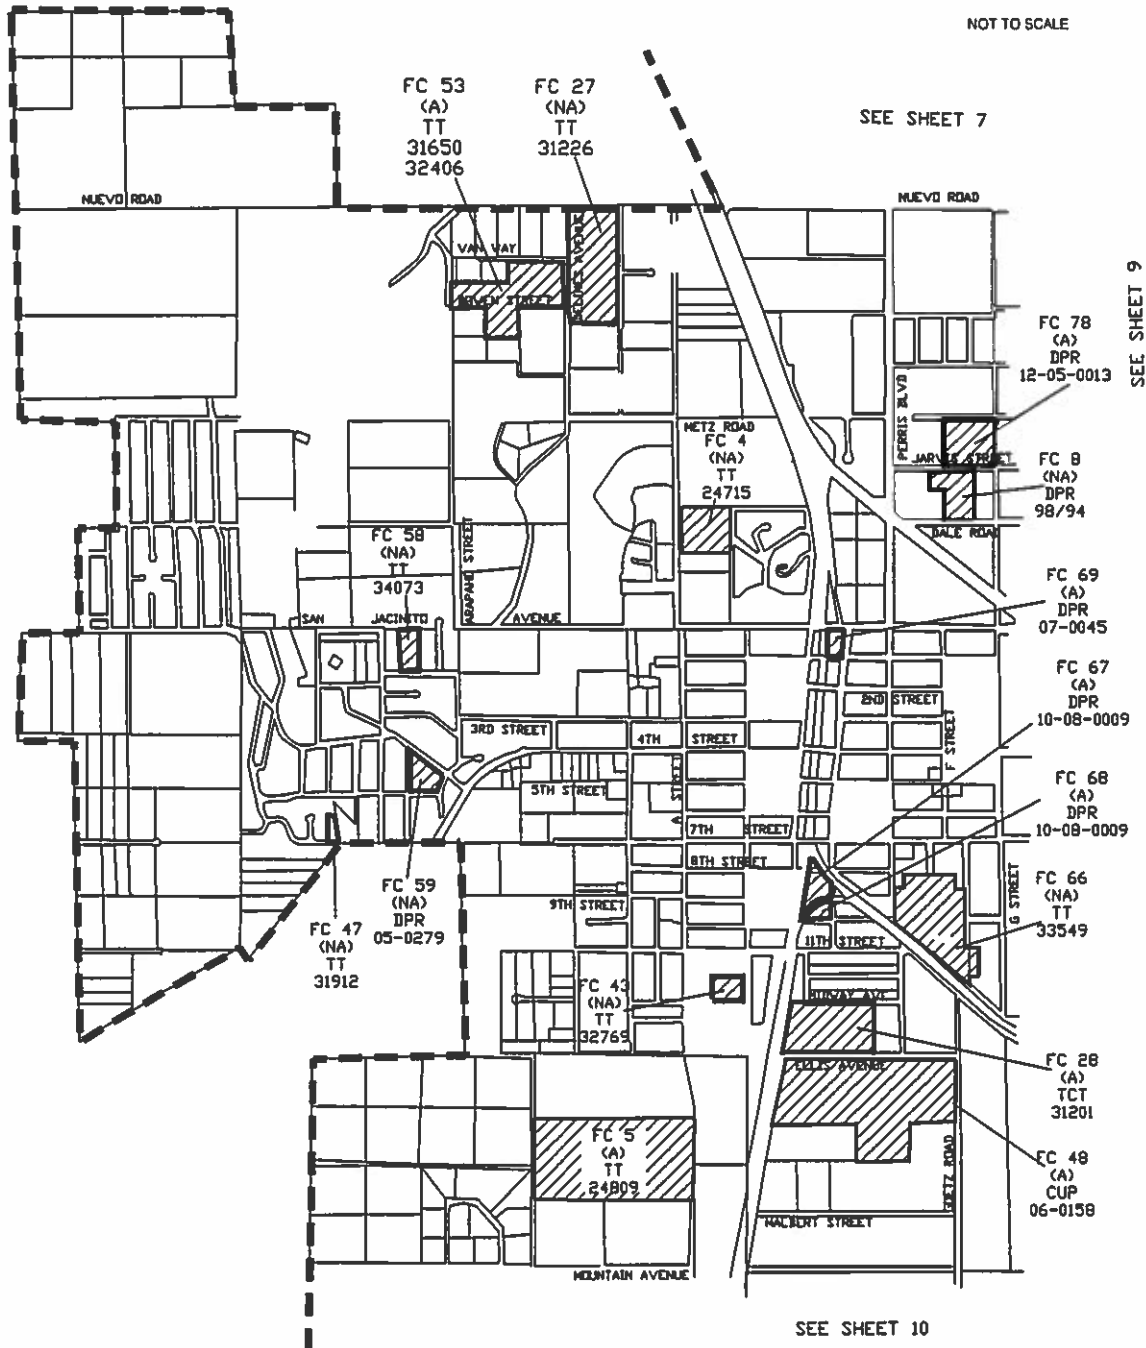 NOT TO SCALE
FC 53
(A)
TT
31650
32406
FC 27
(NA)
TT
31226
SEE SHEET 7
NUEVO ROAD
NUEVO ROAD
VAN WAY
STREET
AVENUE
SEE SHEET 9
FC 78
(A)
DPR
12-05-0013
PERRIS BLVD
METZ ROAD
FC 4
(NA)
TT
24715
JARVIS STREET
FC 8
(NA)
DPR
98/94
DALE ROAD
FC 58
(NA)
TT
34073
ARAPAHO STREET
SAN
JACINTO
AVENUE
FC 69
(A)
DPR
07-0045
FC 67
(A)
DPR
10-08-0009
2ND STREET
3RD STREET
4TH STREET
F STREET
A STREET
5TH STREET
FC 68
(A)
DPR
10-08-0009
7TH STREET
8TH STREET
FC 59
(NA)
DPR
05-0279
9TH STREET
FC 66
(NA)
TT
33549
G STREET
FC 47
(NA)
TT
31912
11TH STREET
FC 43
(NA)
TT
32769
MIDWAY AVE
ELLIS AVENUE
FC 28
(A)
TCT
31201
FC 5
(A)
TT
24809
GOETZ ROAD
FC 48
(A)
CUP
06-0158
MALBERT STREET
MOUNTAIN AVENUE
SEE SHEET 10